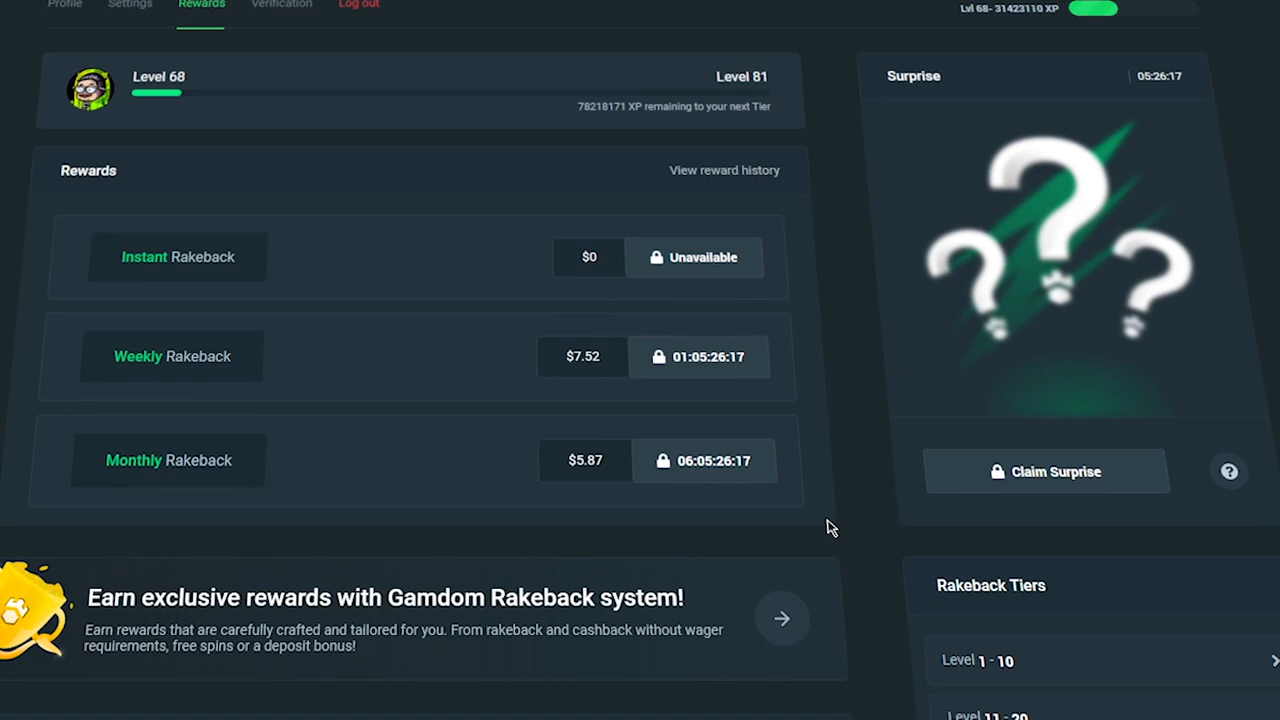 Profile Settings Rewards Verification Log out
Lvl 68- 31423110 XP
Level 68 Level 81
78218171 XP remaining to your next Tier
Surprise 05:26:17
Rewards View reward history
Instant Rakeback $0 Unavailable
Weekly Rakeback $7.52 01:05:26:17
Monthly Rakeback $5.87 06:05:26:17
Claim Surprise ?
Earn exclusive rewards with Gamdom Rakeback system!
Earn rewards that are carefully crafted and tailored for you. From rakeback and cashback without wager
requirements, free spins or a deposit bonus!
Rakeback Tiers
Level 1 - 10
Level 11 - 20